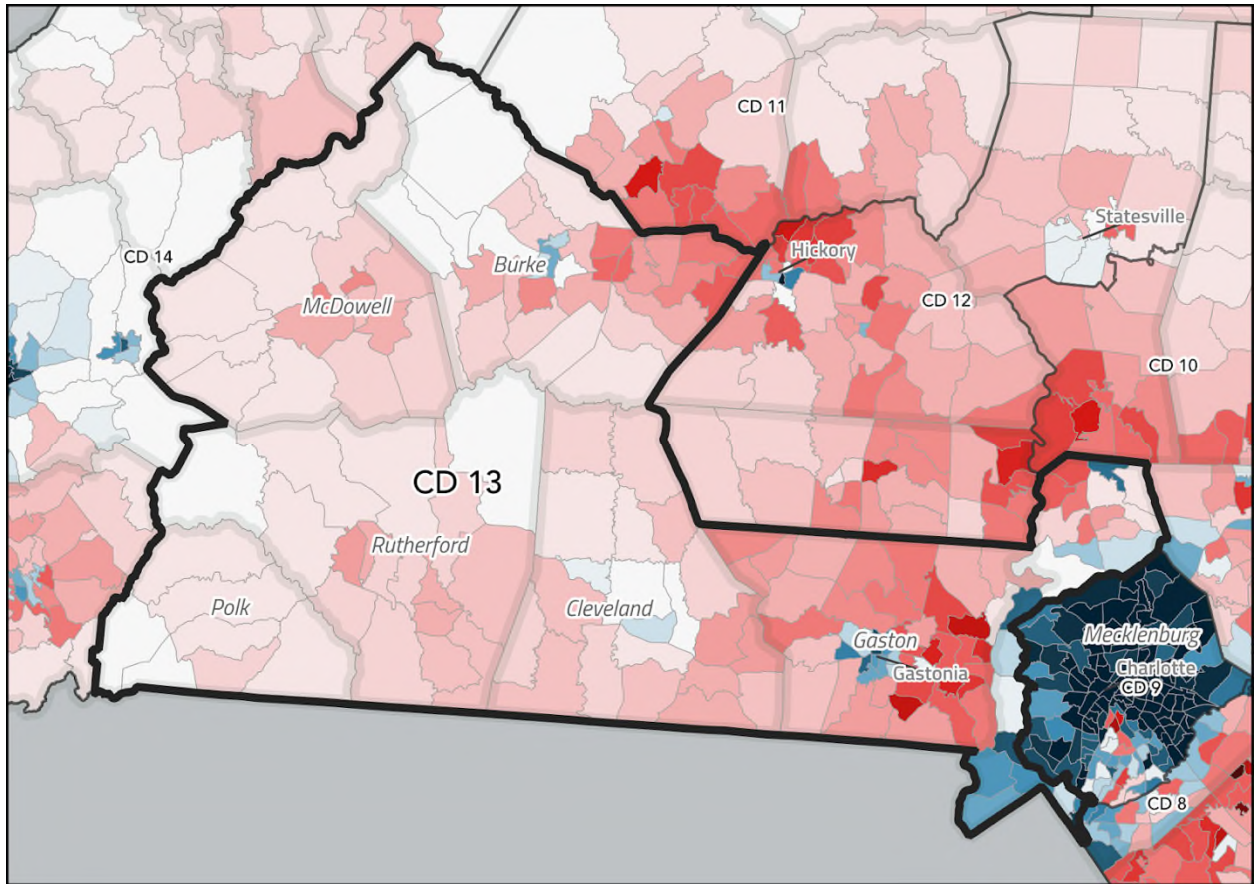 CD 11
Statesville
CD 14
Burke
Hickory
McDowell
CD 12
CD 10
CD 13
Rutherford
Polk
Cleveland
Gaston
Mecklenburg
Gastonia
Charlotte
CD 9
CD 8